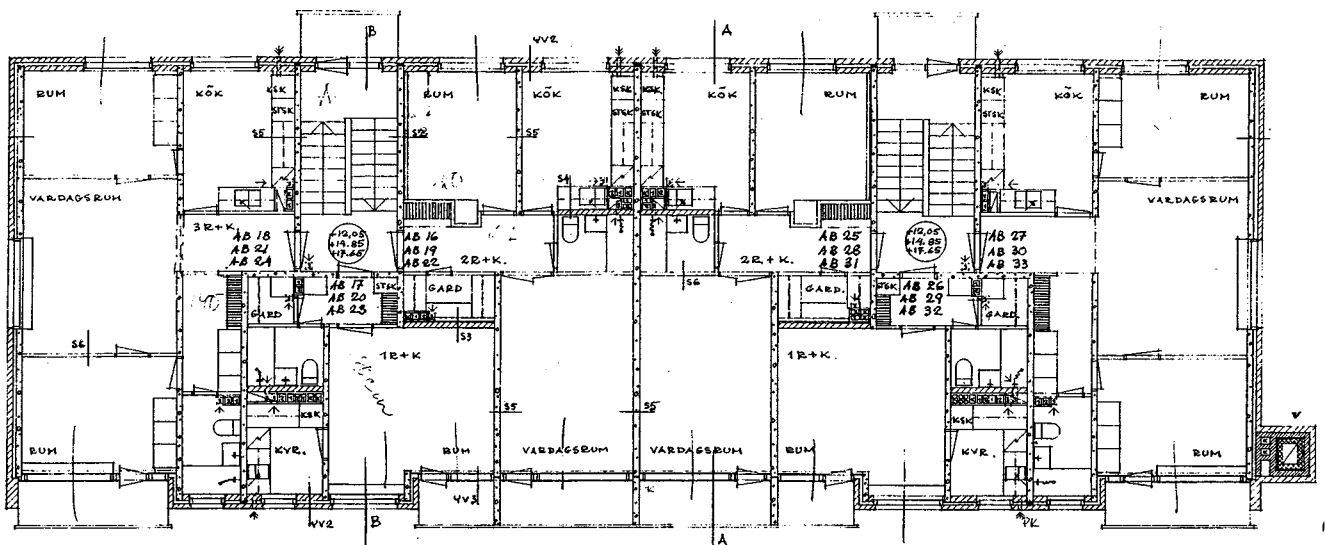 B
4V2
A
RUM
KÖK
KSK
STSK
A
RUM
KÖK
KSK
STSK
KSK
STSK
KÖK
RUM
KSK
STSK
KÖK
RUM
S5
S2
S5
S4
VARDAGSRUM
VARDAGSRUM
3R+K
AB 18
AB 21
AB 24
+12,05
+14.85
+17.65
AB 16
AB 19
AB 22
2R+K.
2R+K.
AB 25
AB 28
AB 31
+12,05
+14.85
+17.65
AB 27
AB 30
AB 33
S6
GARD
AB 17
AB 20
AB 23
STSK
GARD
GARD.
STSK
AB 26
AB 29
AB 32
GARD.
S3
S6
1R+K
1R+K.
S5
S5
KSK
KSK
V
RUM
KYR.
RUM
VARDAGSRUM
VARDAGSRUM
RUM
KYR.
RUM
4V3
K
4V2
B
A
PK